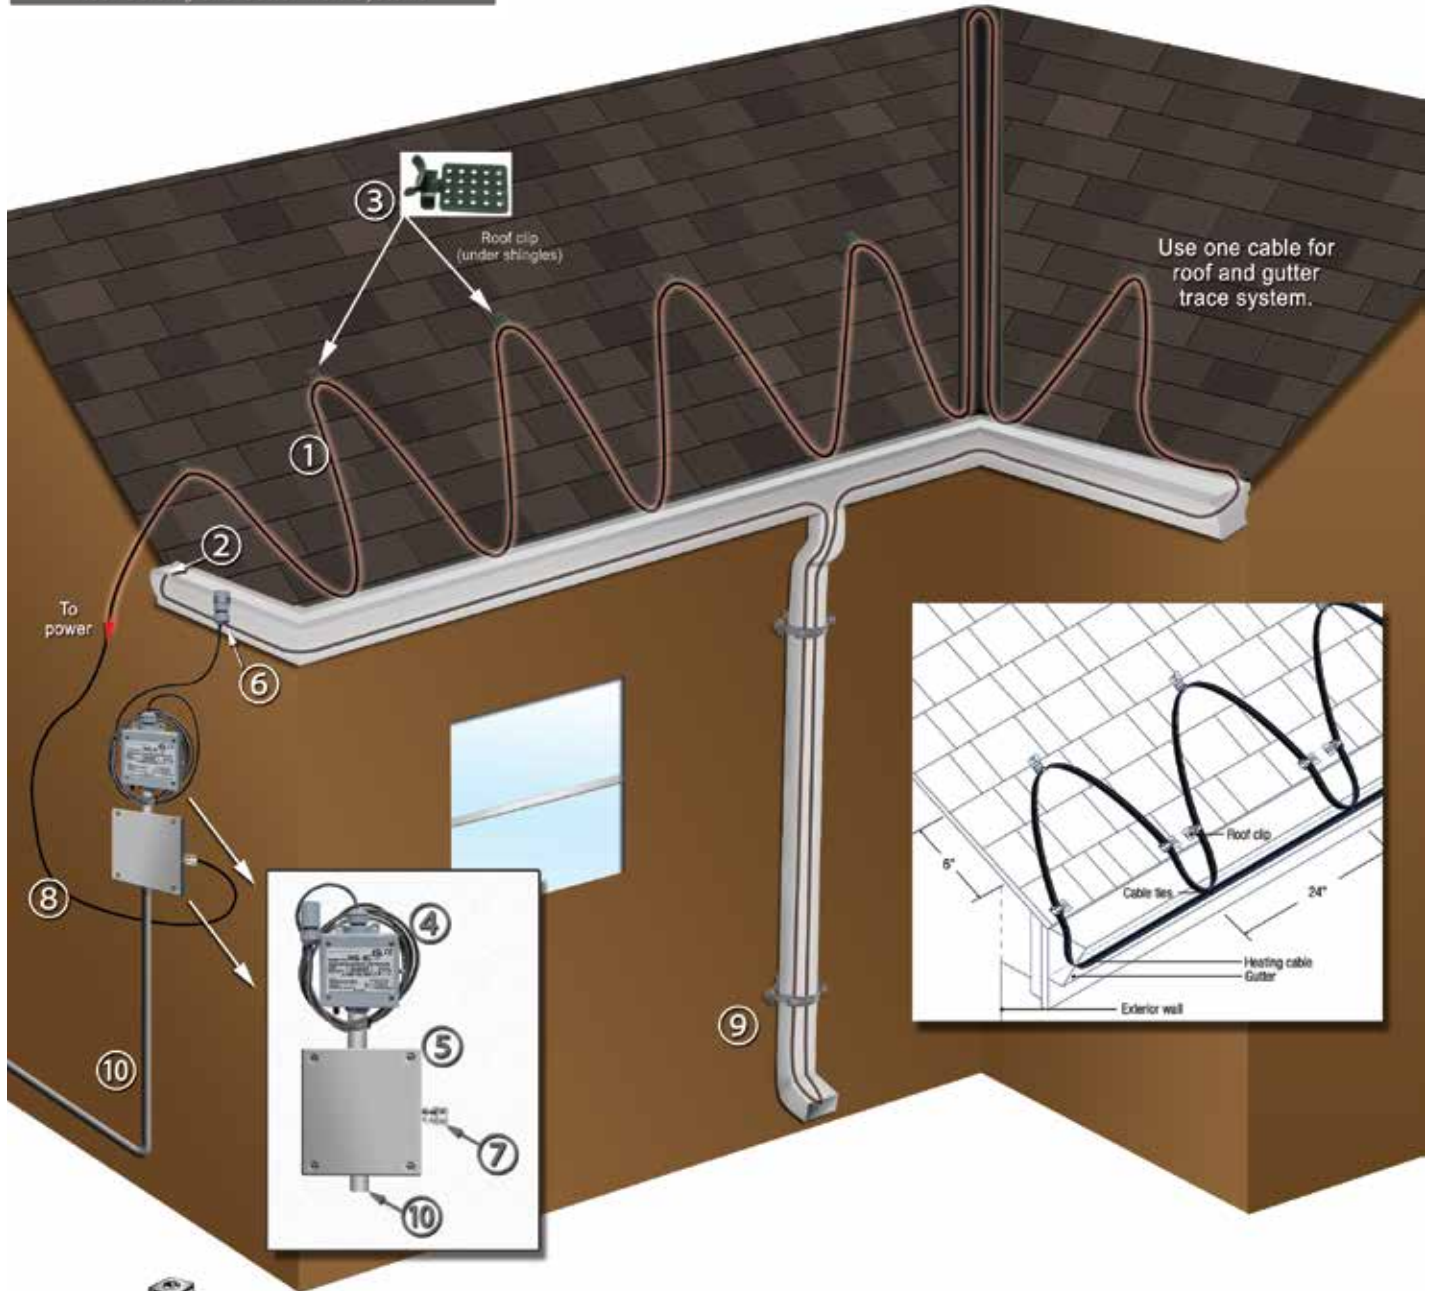 ③
Roof clip
(under shingles)
Use one cable for
roof and gutter
trace system.
①
②
To
power
⑥
⑧
⑩
④
⑤
⑦
⑩
⑨
Roof clip
6"
Cable ties
24"
Heating cable
Gutter
Exterior wall